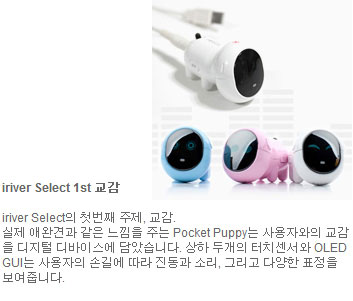 iriver Select 1st 교감
iriver Select의 첫번째 주제, 교감.
실제 애완견과 같은 느낌을 주는 Pocket Puppy는 사용자와의 교감
을 디지털 디바이스에 담았습니다. 상하 두개의 터치센서와 OLED
GUI는 사용자의 손길에 따라 진동과 소리, 그리고 다양한 표정을
보여줍니다.